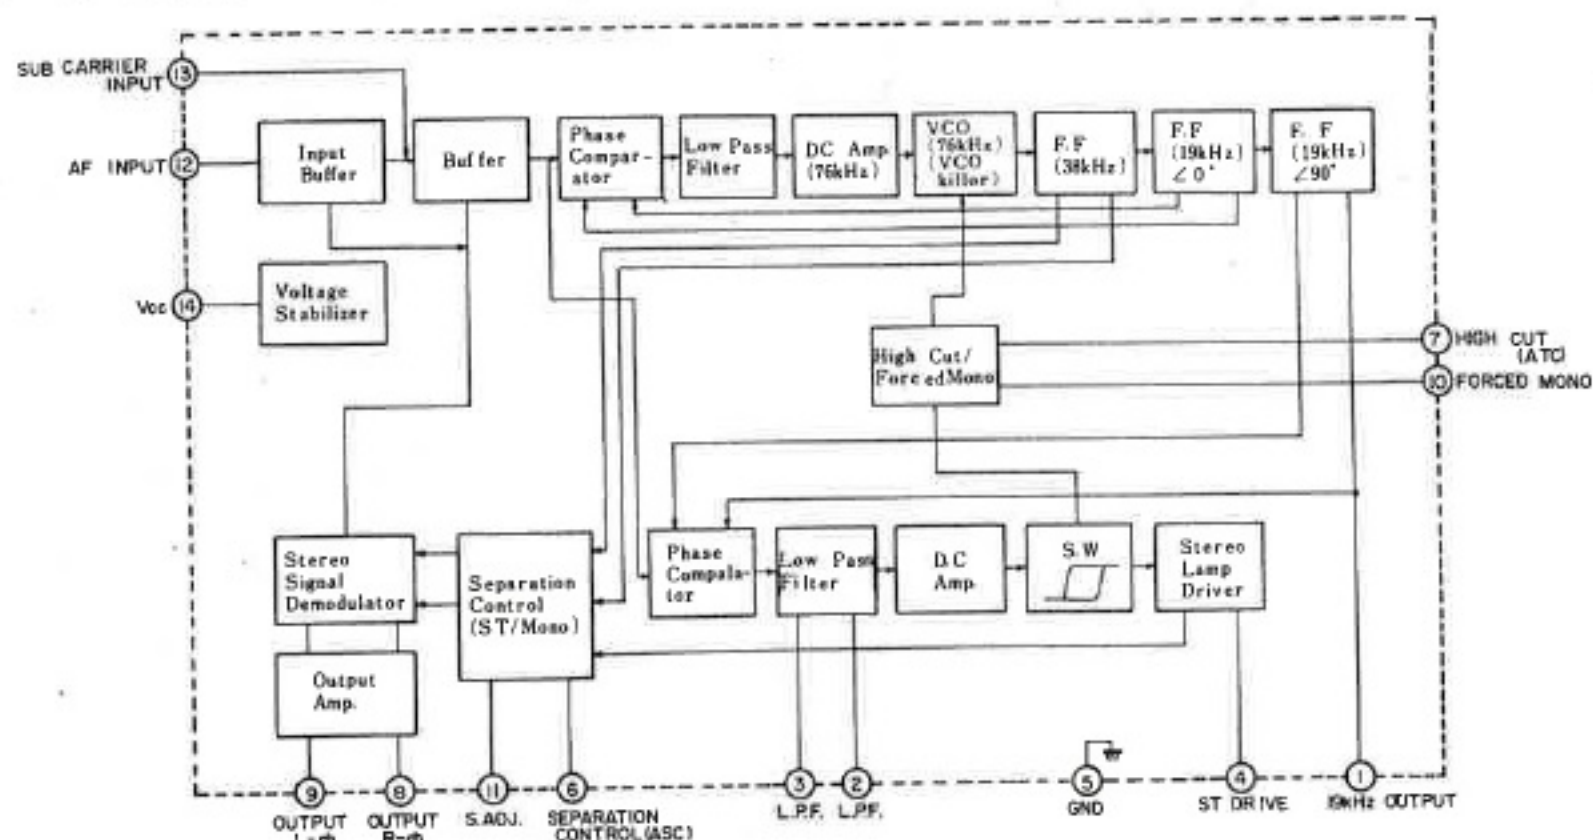 SUB CARRIER
INPUT
13
AF INPUT
12
Input
Buffer
Buffer
Phase
Compar-
ator
Low Pass
Filter
DC Amp
(76kHz)
VCO
(76kHz)
(VCO
killor)
F.F
(38kHz)
F.F
(19kHz)
∠0°
F. F
(19kHz)
∠90°
Vcc
14
Voltage
Stabilizer
High Cut/
Forced Mono
7
HIGH CUT
(ATC)
10
FORCED MONO
Stereo
Signal
Demodulator
Separation
Control
(ST/Mono)
Phase
Compala-
tor
Low Pass
Filter
D.C
Amp.
S.W
Stereo
Lamp
Driver
Output
Amp.
9
OUTPUT
8
OUTPUT
11
S.ADJ.
6
SEPARATION
CONTROL(ASC)
3
L.P.F.
2
L.P.F.
5
GND
4
ST DRIVE
1
19kHz OUTPUT